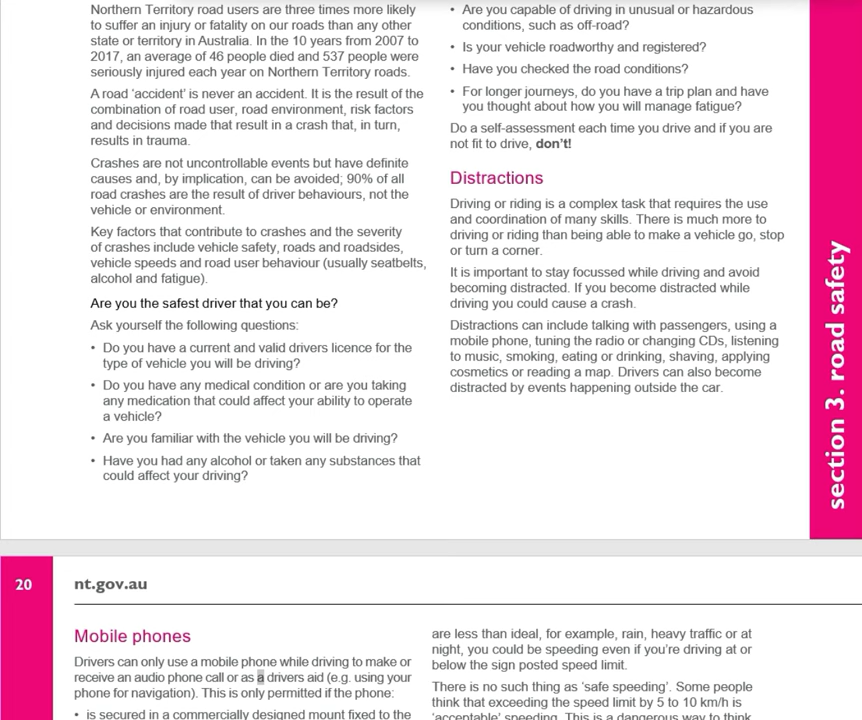 Northern Territory road users are three times more likely
to suffer an injury or fatality on our roads than any other
state or territory in Australia. In the 10 years from 2007 to
2017, an average of 46 people died and 537 people were
seriously injured each year on Northern Territory roads.
A road ‘accident’ is never an accident. It is the result of the
combination of road user, road environment, risk factors
and decisions made that result in a crash that, in turn,
results in trauma.
Crashes are not uncontrollable events but have definite
causes and, by implication, can be avoided; 90% of all
road crashes are the result of driver behaviours, not the
vehicle or environment.
Key factors that contribute to crashes and the severity
of crashes include vehicle safety, roads and roadsides,
vehicle speeds and road user behaviour (usually seatbelts,
alcohol and fatigue).
Are you the safest driver that you can be?
Ask yourself the following questions:
• Do you have a current and valid drivers licence for the
type of vehicle you will be driving?
• Do you have any medical condition or are you taking
any medication that could affect your ability to operate
a vehicle?
• Are you familiar with the vehicle you will be driving?
• Have you had any alcohol or taken any substances that
could affect your driving?
• Are you capable of driving in unusual or hazardous
conditions, such as off-road?
• Is your vehicle roadworthy and registered?
• Have you checked the road conditions?
• For longer journeys, do you have a trip plan and have
you thought about how you will manage fatigue?
Do a self-assessment each time you drive and if you are
not fit to drive, don’t!
Distractions
Driving or riding is a complex task that requires the use
and coordination of many skills. There is much more to
driving or riding than being able to make a vehicle go, stop
or turn a corner.
It is important to stay focussed while driving and avoid
becoming distracted. If you become distracted while
driving you could cause a crash.
Distractions can include talking with passengers, using a
mobile phone, tuning the radio or changing CDs, listening
to music, smoking, eating or drinking, shaving, applying
cosmetics or reading a map. Drivers can also become
distracted by events happening outside the car.
section 3. road safety
20
nt.gov.au
Mobile phones
Drivers can only use a mobile phone while driving to make or
receive an audio phone call or as a drivers aid (e.g. using your
phone for navigation). This is only permitted if the phone:
• is secured in a commercially designed mount fixed to the
are less than ideal, for example, rain, heavy traffic or at
night, you could be speeding even if you’re driving at or
below the sign posted speed limit.
There is no such thing as ‘safe speeding’. Some people
think that exceeding the speed limit by 5 to 10 km/h is
‘acceptable’ speeding. This is a dangerous way to think